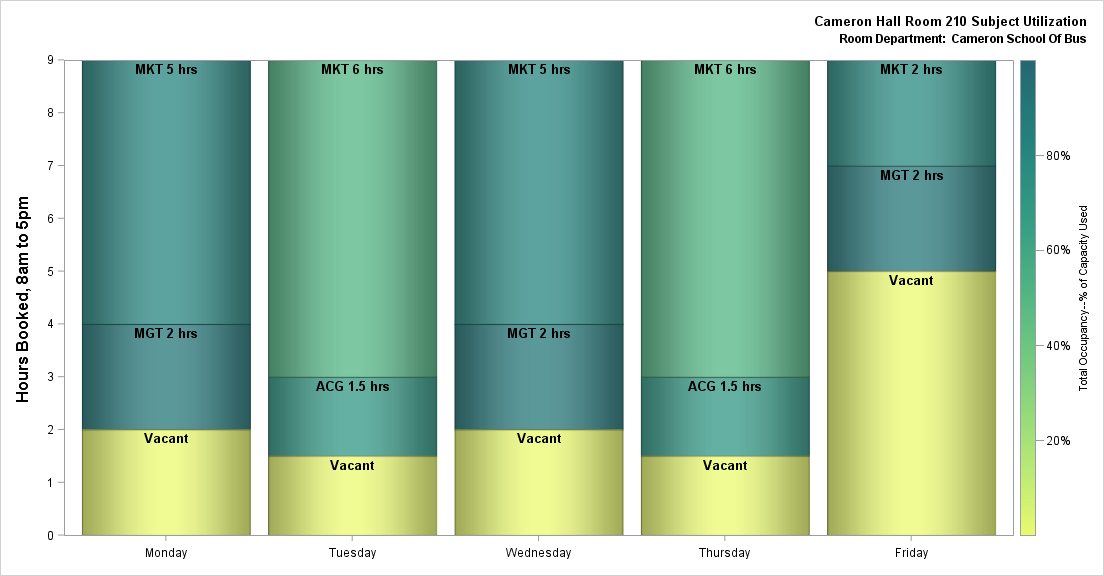 Cameron Hall Room 210 Subject Utilization
Room Department: Cameron School Of Bus
Hours Booked, 8am to 5pm
9
8
7
6
5
4
3
2
1
0
MKT 5 hrs
MGT 2 hrs
Vacant
MKT 6 hrs
ACG 1.5 hrs
Vacant
MKT 5 hrs
MGT 2 hrs
Vacant
MKT 6 hrs
ACG 1.5 hrs
Vacant
MKT 2 hrs
MGT 2 hrs
Vacant
Monday
Tuesday
Wednesday
Thursday
Friday
80%
60%
40%
20%
Total Occupancy--% of Capacity Used